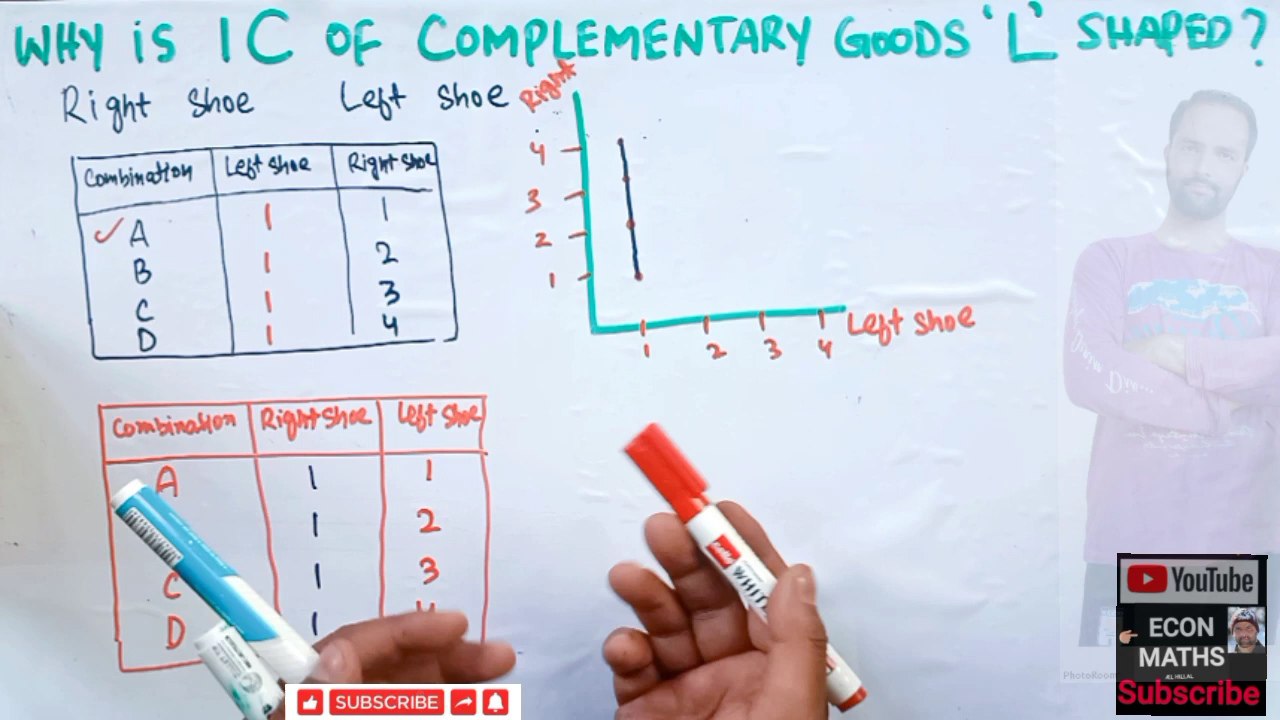 WHY is IC OF COMPLEMENTARY GOODS 'L' SHAPED?
Right Shoe Left Shoe
Combination Left Shoe Right Shoe
A 1 1
B 1 2
C 1 3
D 1 4
Right
4
3
2
1
1 2 3 4
Left Shoe
Combination Right Shoe Left Shoe
A 1 1
1 2
C 1 3
D 1
cello
WHIT
YouTube
ECON
MATHS
Subscribe
SUBSCRIBE